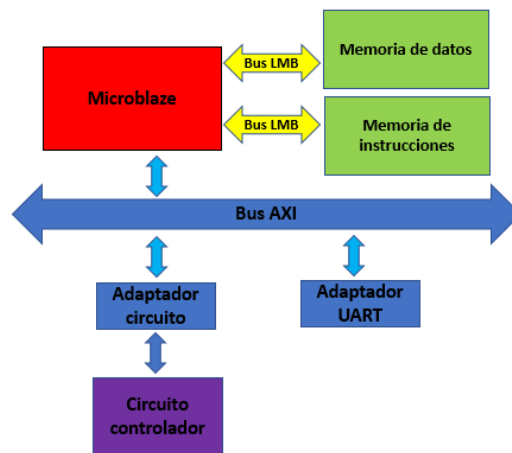 Microblaze
Bus LMB
Memoria de datos
Bus LMB
Memoria de
instrucciones
Bus AXI
Adaptador
circuito
Adaptador
UART
Circuito
controlador